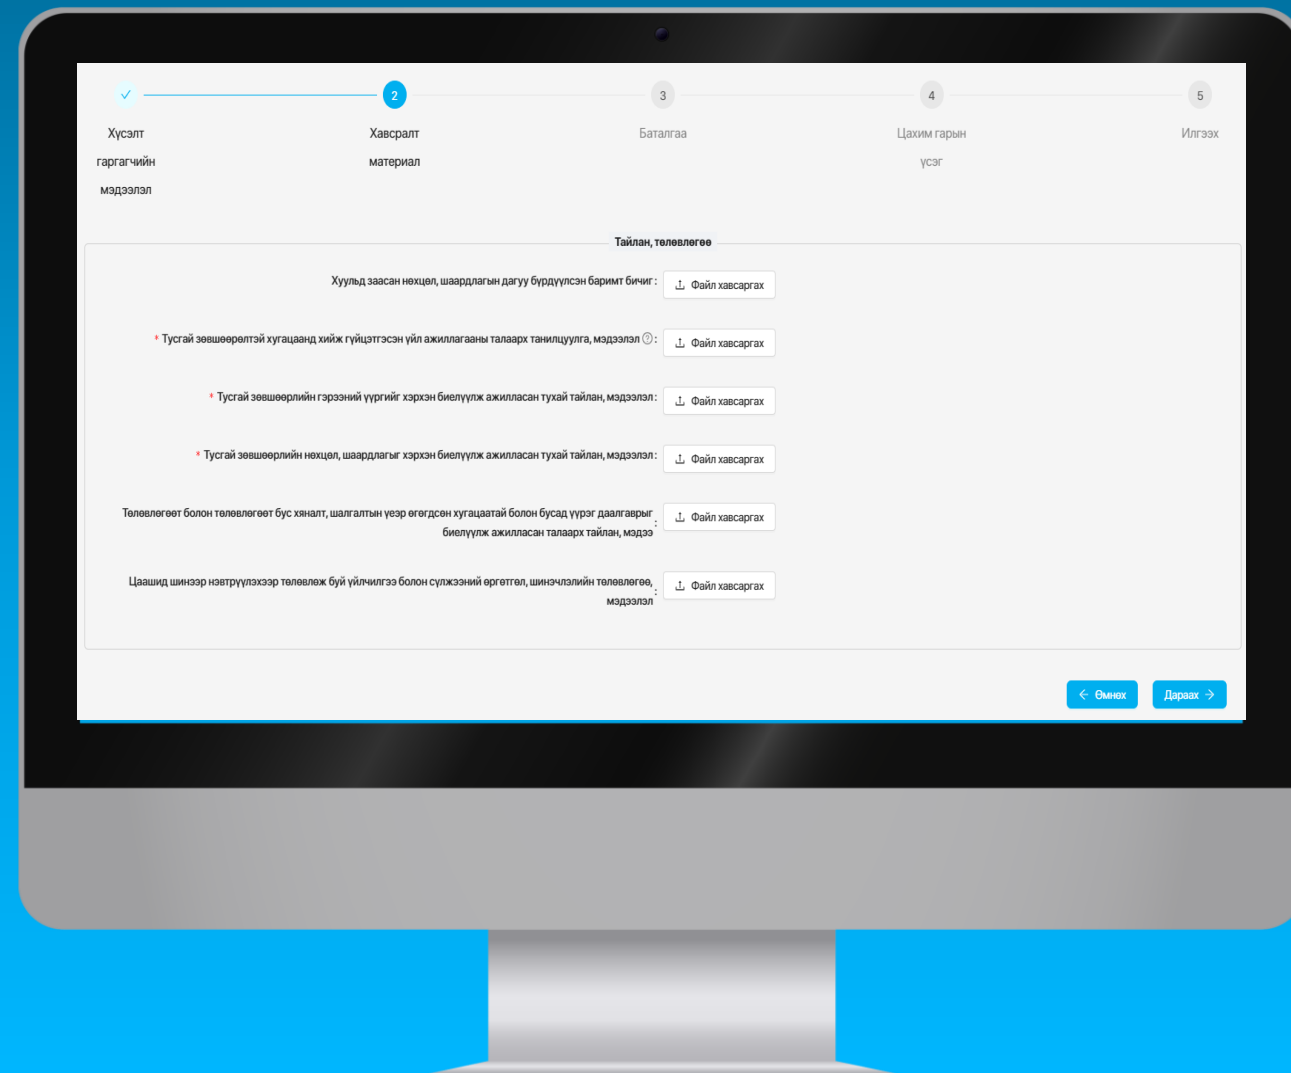 2
3
4
5
Хүсэлт
гаргагчийн
мэдээлэл
Хавсралт
материал
Баталгаа
Цахим гарын
үсэг
Илгээх
Тайлан, төлөвлөгөө
Хуульд заасан нөхцөл, шаардлагын дагуу бүрдүүлсэн баримт бичиг :
Файл хавсаргах
* Тусгай зөвшөөрөлтэй хугацаанд хийж гүйцэтгэсэн үйл ажиллагааны талаарх танилцуулга, мэдээлэл ? :
Файл хавсаргах
* Тусгай зөвшөөрлийн гэрээний үүргийг хэрхэн биелүүлж ажилласан тухай тайлан, мэдээлэл :
Файл хавсаргах
* Тусгай зөвшөөрлийн нөхцөл, шаардлагыг хэрхэн биелүүлж ажилласан тухай тайлан, мэдээлэл :
Файл хавсаргах
Төлөвлөгөөт болон төлөвлөгөөт бус хяналт, шалгалтын үеэр өгөгдсөн хугацаатай болон бусад үүрэг даалгаврыг
биелүүлж ажилласан талаарх тайлан, мэдээ :
Файл хавсаргах
Цаашид шинээр нэвтрүүлэхээр төлөвлөж буй үйлчилгээ болон сүлжээний өргөтгөл, шинэчлэлийн төлөвлөгөө,
мэдээлэл :
Файл хавсаргах
← Өмнөх
Дараах →